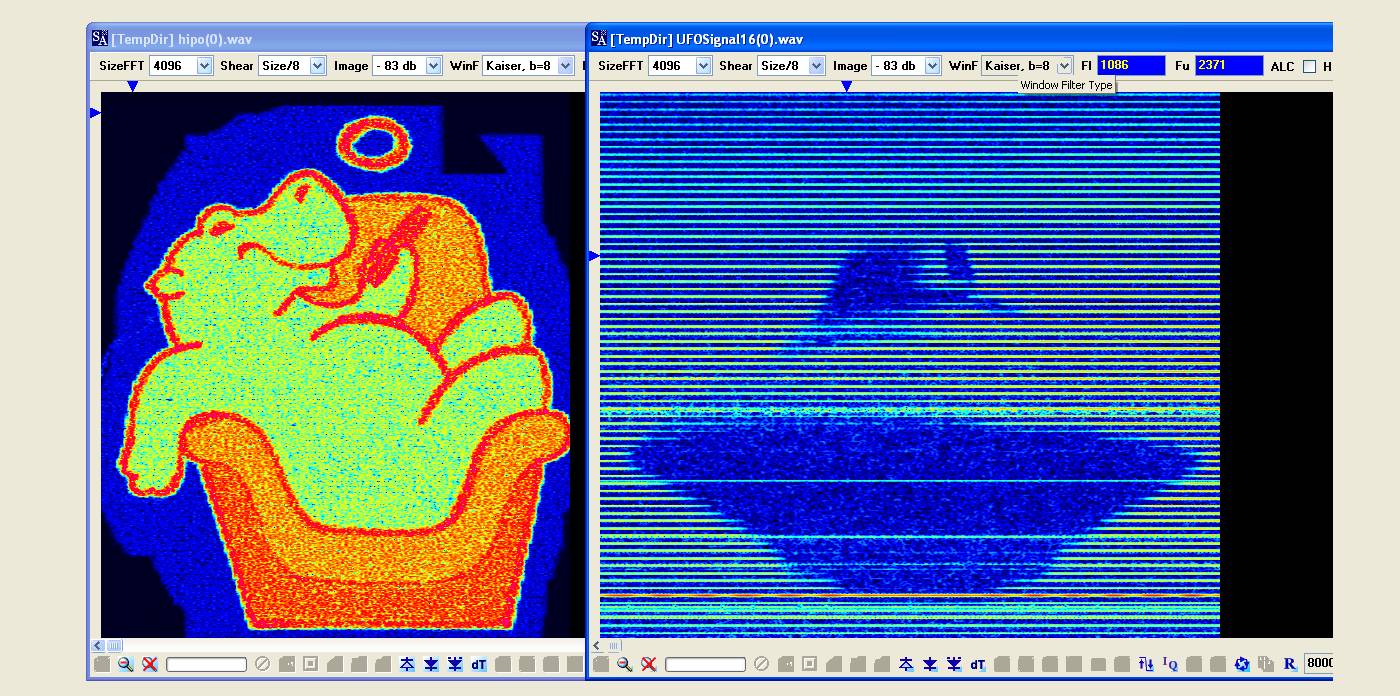 SA [TempDir] hipo(0).wav
SizeFFT 4096 Shear Size/8 Image - 83 db WinF Kaiser, b=8
dT
SA [TempDir] UFOSignal16(0).wav
SizeFFT 4096 Shear Size/8 Image - 83 db WinF Kaiser, b=8 Fl 1086 Fu 2371 ALC H
Window Filter Type
dT IQ R 8000